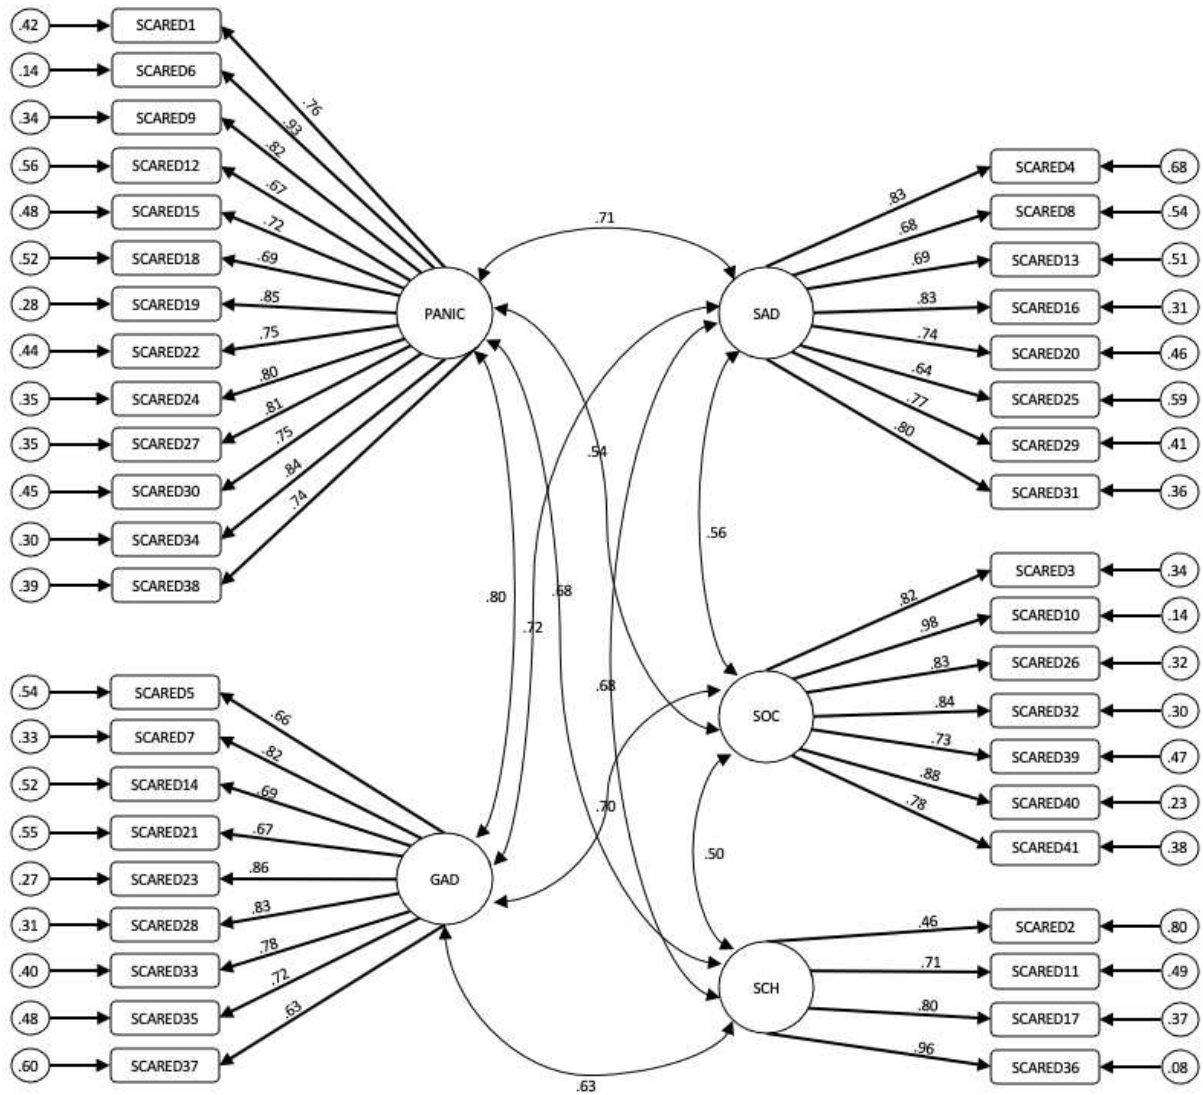 .42 SCARED1 .76
.14 SCARED6 .93
.34 SCARED9 .82
.56 SCARED12 .67
.48 SCARED15 .72
.52 SCARED18 .69
.28 SCARED19 .85
.44 SCARED22 .75
.35 SCARED24 .80
.35 SCARED27 .81
.45 SCARED30 .75
.30 SCARED34 .84
.39 SCARED38 .74
PANIC
.83 SCARED4 .68
.68 SCARED8 .54
.69 SCARED13 .51
.83 SCARED16 .31
.74 SCARED20 .46
.64 SCARED25 .59
.77 SCARED29 .41
.80 SCARED31 .36
SAD
.71
.54
.56
.80
.68
.72
.68
.70
.50
.63
.54 SCARED5 .66
.33 SCARED7 .82
.52 SCARED14 .69
.55 SCARED21 .67
.27 SCARED23 .86
.31 SCARED28 .83
.40 SCARED33 .78
.48 SCARED35 .72
.60 SCARED37 .63
GAD
.82 SCARED3 .34
.98 SCARED10 .14
.83 SCARED26 .32
.84 SCARED32 .30
.73 SCARED39 .47
.88 SCARED40 .23
.78 SCARED41 .38
SOC
.46 SCARED2 .80
.71 SCARED11 .49
.80 SCARED17 .37
.96 SCARED36 .08
SCH